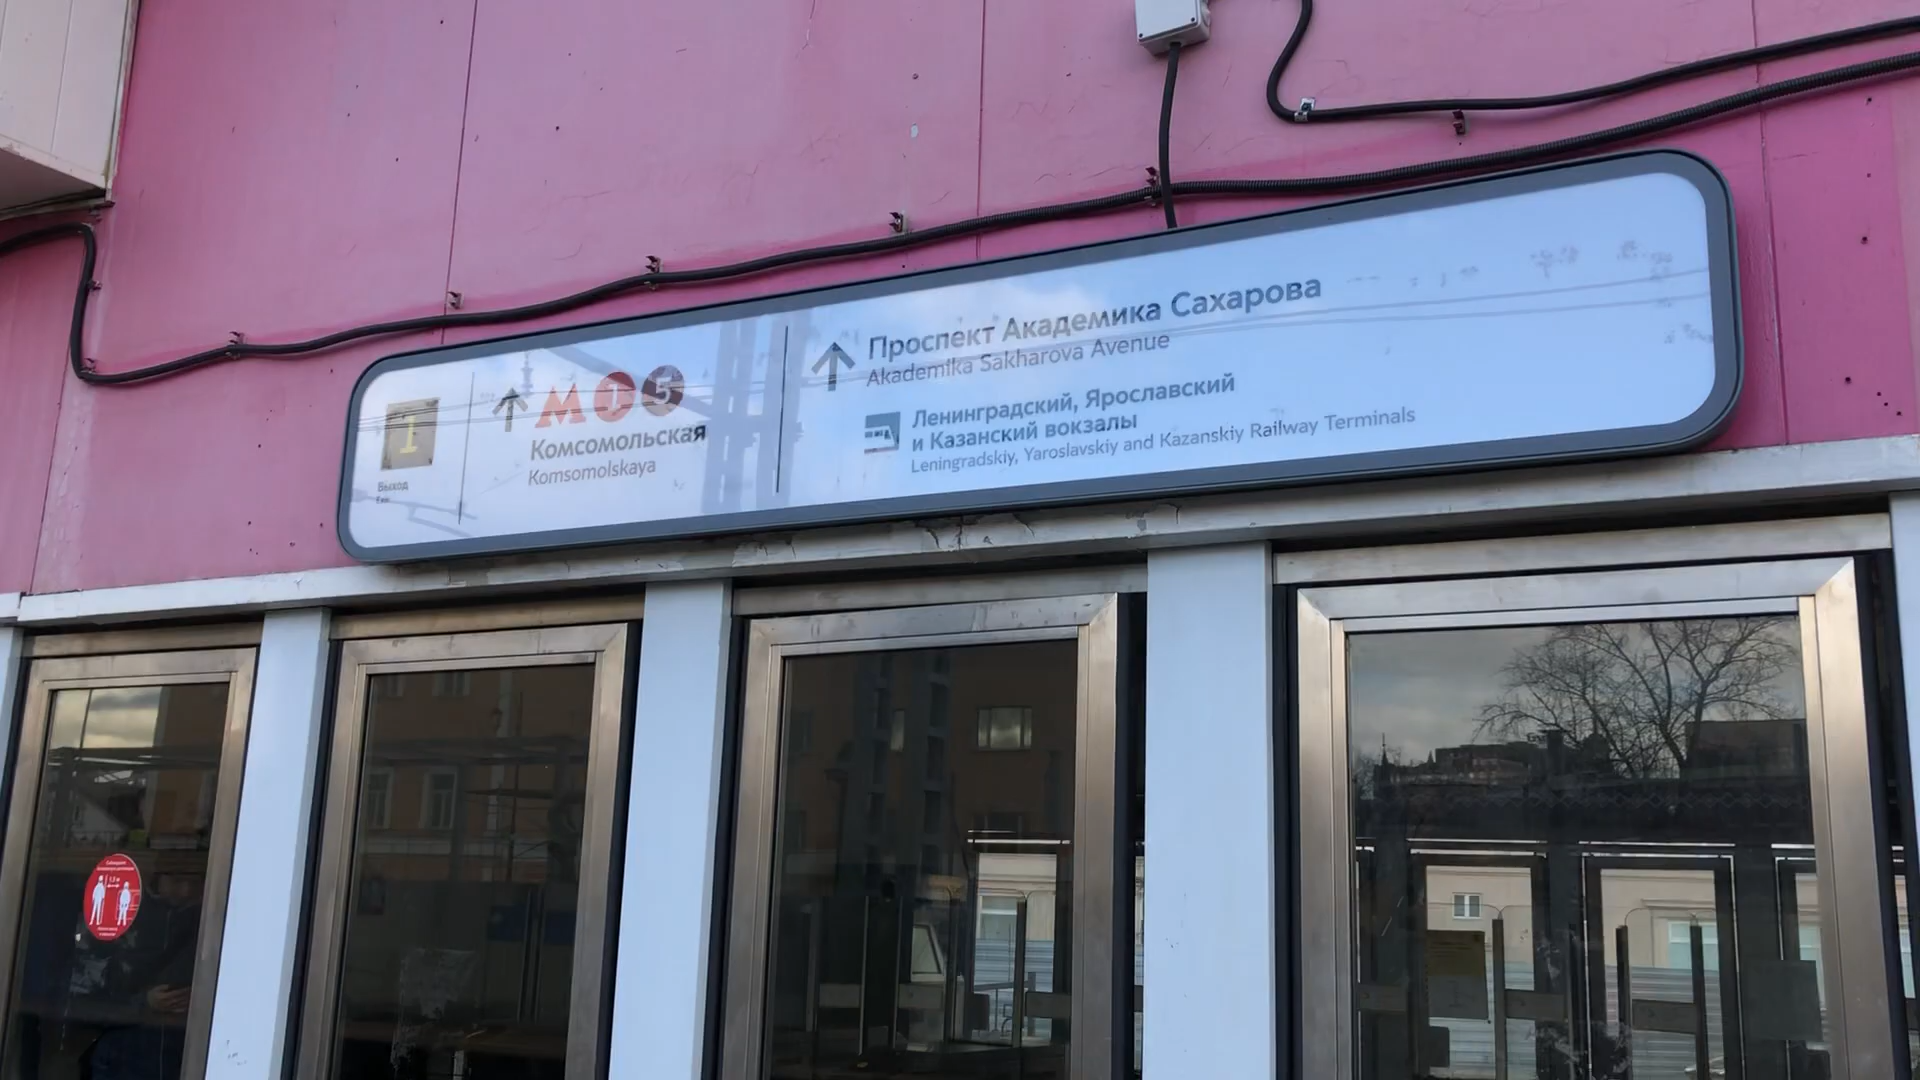 1
Выход
Exit
М 1 5
Комсомольская
Komsomolskaya
Проспект Академика Сахарова
Akademika Sakharova Avenue
Ленинградский, Ярославский
и Казанский вокзалы
Leningradskiy, Yaroslavskiy and Kazanskiy Railway Terminals